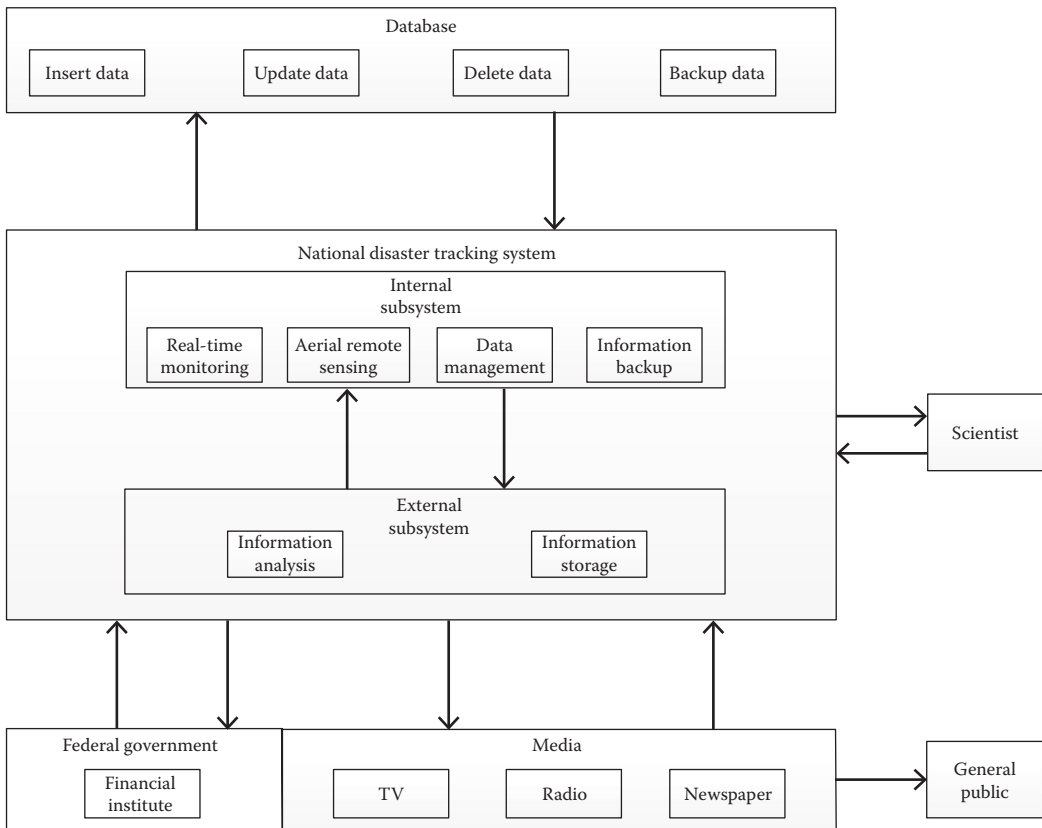 Database
Insert data
Update data
Delete data
Backup data
National disaster tracking system
Internal
subsystem
Real-time
monitoring
Aerial remote
sensing
Data
management
Information
backup
Scientist
External
subsystem
Information
analysis
Information
storage
Federal government
Financial
institute
Media
TV
Radio
Newspaper
General
public